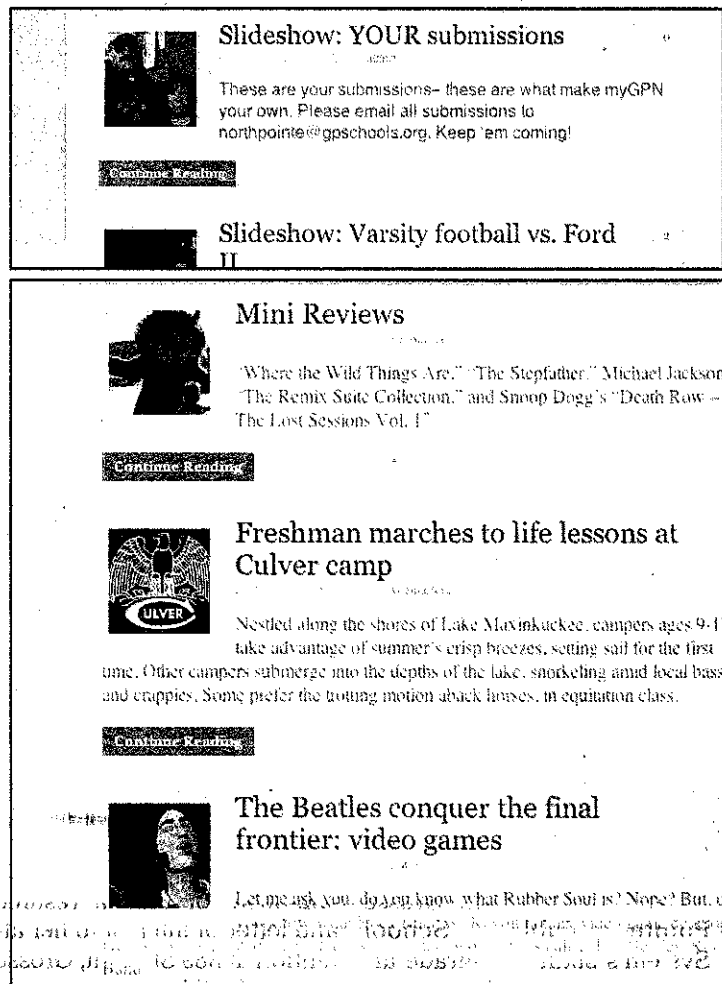 Slideshow: YOUR submissions
0
These are your submissions– these are what make myGPN
your own. Please email all submissions to
northpointe@gpschools.org. Keep 'em coming!
Continue Reading
Slideshow: Varsity football vs. Ford
2
II
Mini Reviews
"Where the Wild Things Are," "The Stepfather," Michael Jackson
"The Remix Suite Collection," and Snoop Dogg's "Death Row –
The Lost Sessions Vol. 1"
Continue Reading
Freshman marches to life lessons at
Culver camp
CULVER
Nestled along the shores of Lake Maxinkuckee, campers ages 9-1
take advantage of summer's crisp breezes, setting sail for the first
time. Other campers submerge into the depths of the lake, snorkeling amid local bass
and crappies. Some prefer the trotting motion aback horses, in equitation class.
Continue Reading
The Beatles conquer the final
frontier: video games
Let me ask you, do you know what Rubber Soul is? Nope? But,